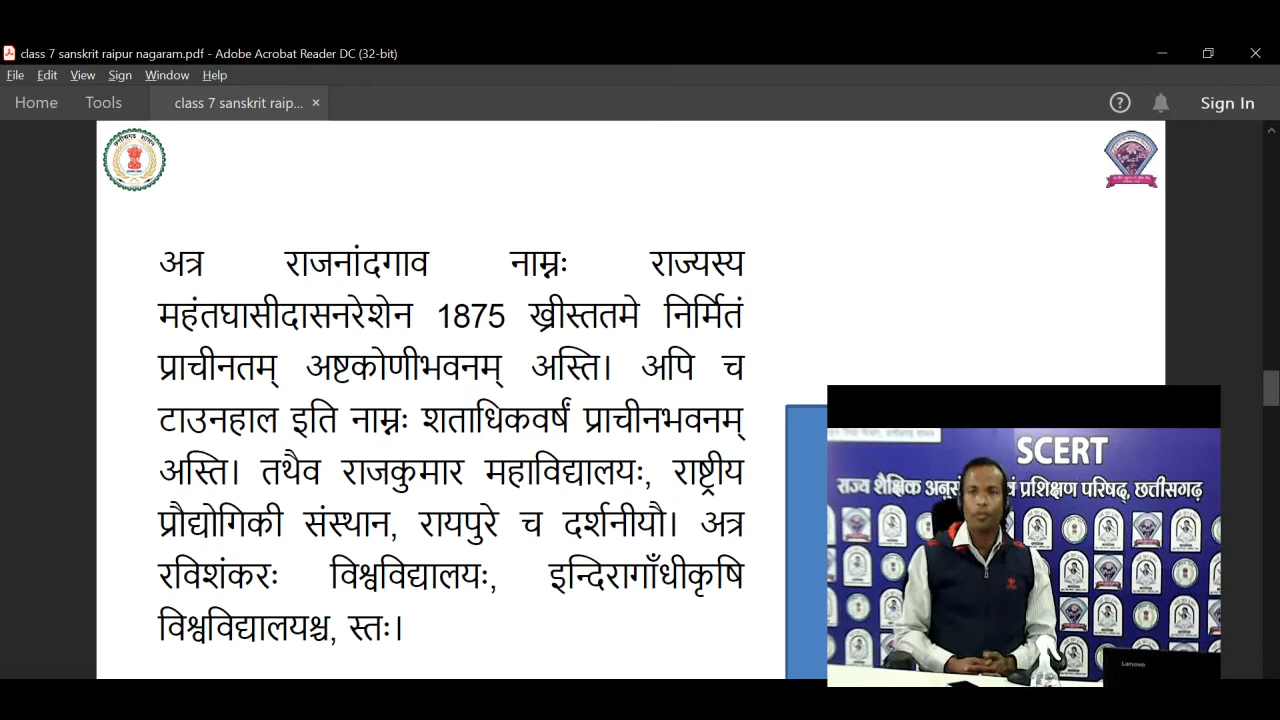 class 7 sanskrit raipur nagaram.pdf - Adobe Acrobat Reader DC (32-bit)
File Edit View Sign Window Help
Home Tools class 7 sanskrit raip... × Sign In
अत्र राजनांदगाव नाम्नः राज्यस्य
महंतघासीदासनरेशेन 1875 ख्रीस्ततमे निर्मितं
प्राचीनतम् अष्टकोणीभवनम् अस्ति। अपि च
टाउनहाल इति नाम्नः शताधिकवर्षं प्राचीनभवनम्
अस्ति। तथैव राजकुमार महाविद्यालयः, राष्ट्रीय
प्रौद्योगिकी संस्थान, रायपुरे च दर्शनीयौ। अत्र
रविशंकरः विश्वविद्यालयः, इन्दिरागाँधीकृषि
विश्वविद्यालयश्च, स्तः।
SCERT
राज्य शैक्षिक प्रशिक्षण परिषद्, छत्तीसगढ़
Lenovo